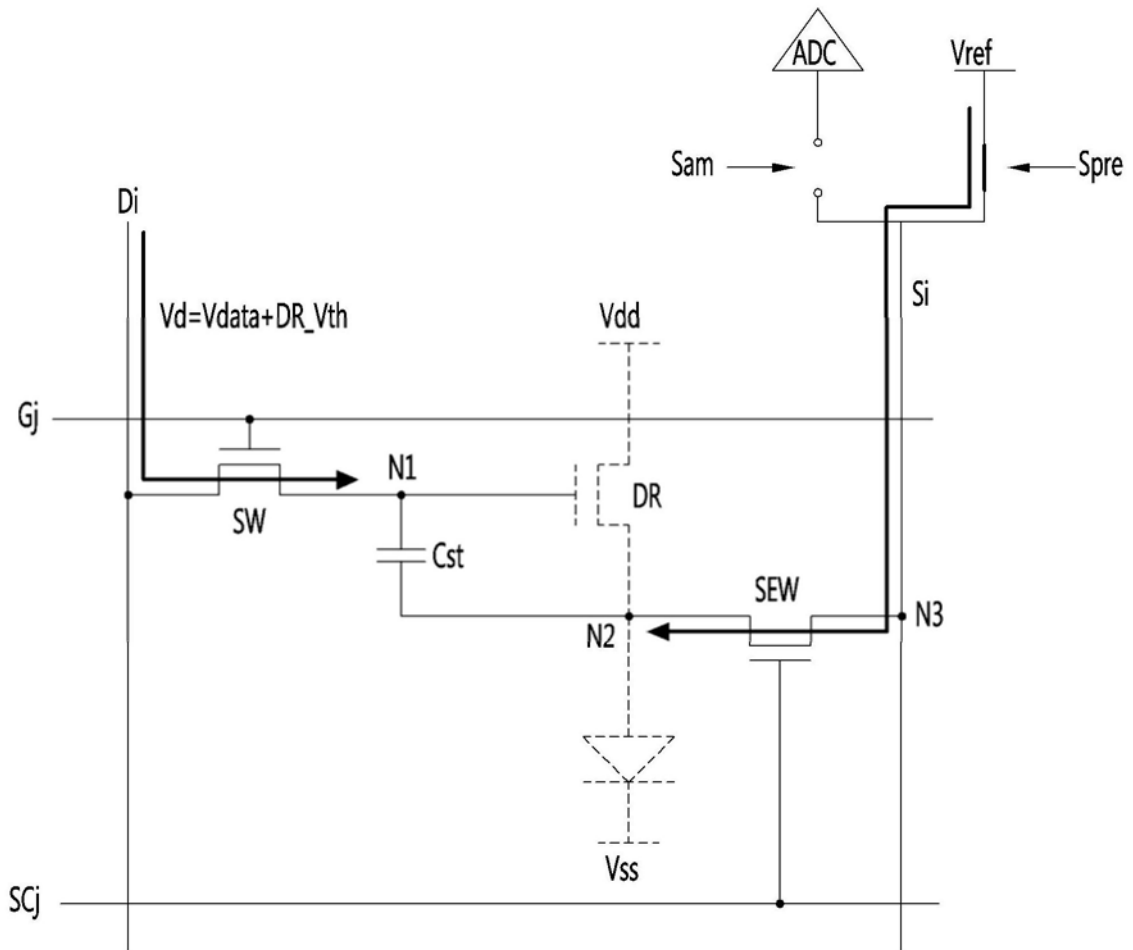 ADC
Vref
Sam
Spre
Di
Si
Vd=Vdata+DR_Vth
Vdd
Gj
N1
DR
SW
Cst
SEW
N3
N2
Vss
SCj